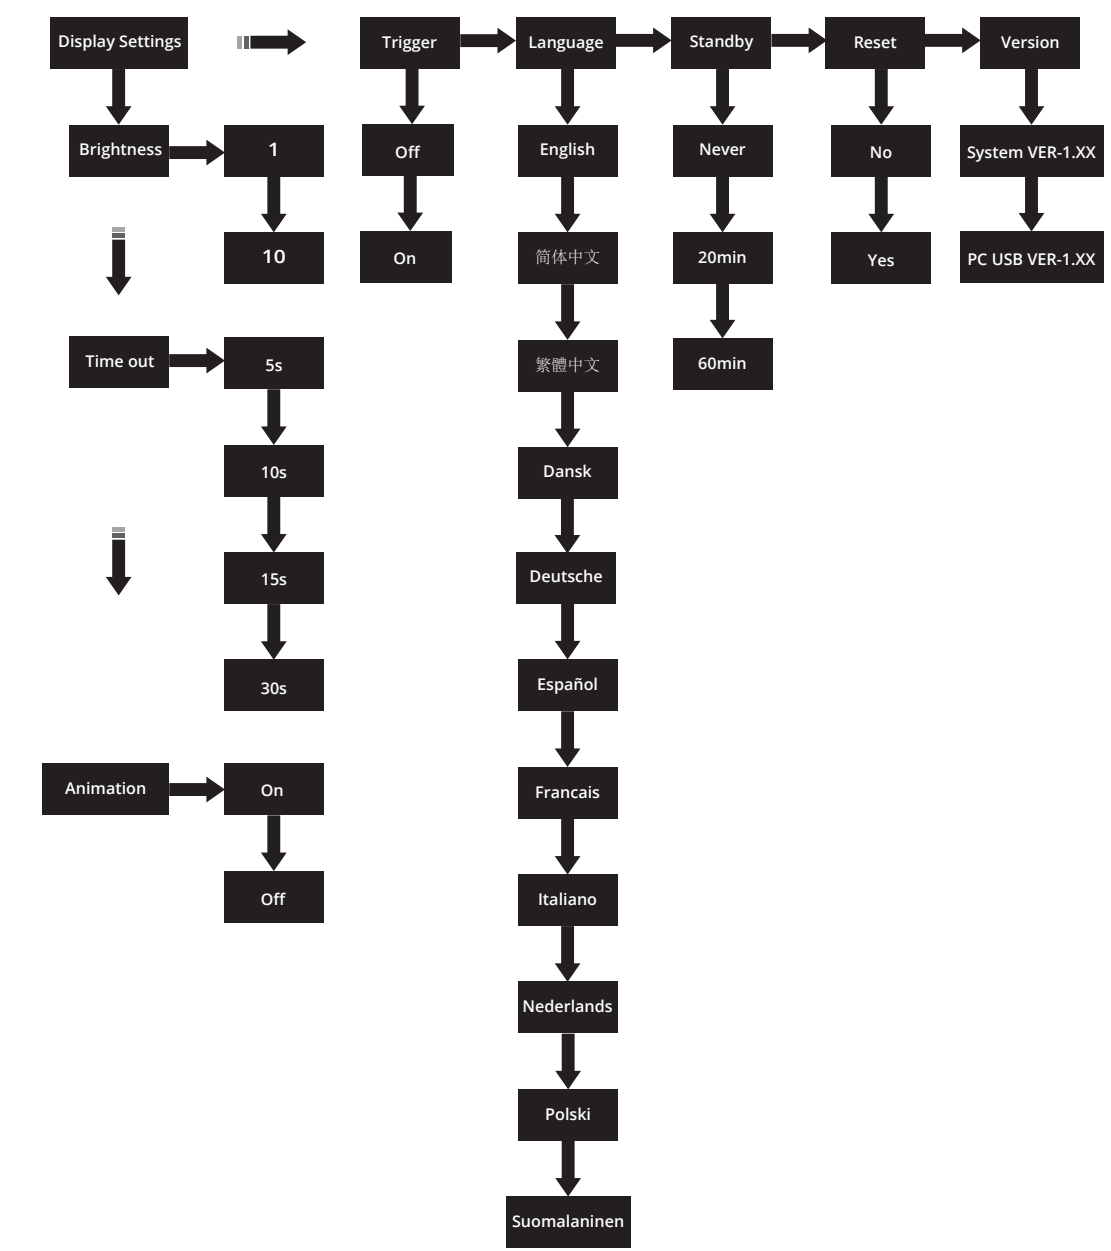 Display Settings
Trigger
Language
Standby
Reset
Version
Brightness
1
10
Time out
5s
10s
15s
30s
Animation
On
Off
Off
On
English
简体中文
繁體中文
Dansk
Deutsche
Español
Francais
Italiano
Nederlands
Polski
Suomalaninen
Never
20min
60min
No
Yes
System VER-1.XX
PC USB VER-1.XX